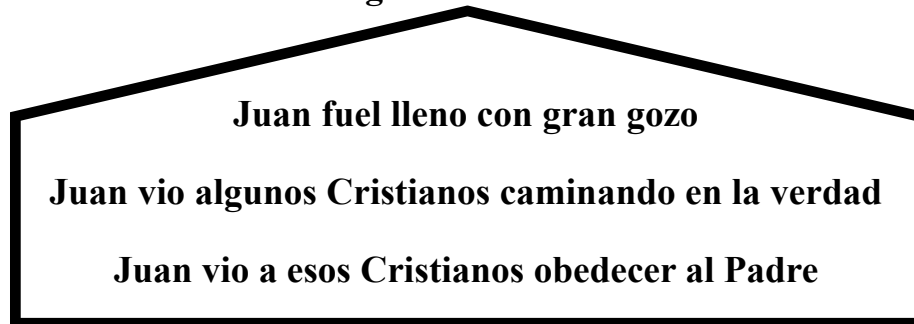 Juan fuel lleno con gran gozo
Juan vio algunos Cristianos caminando en la verdad
Juan vio a esos Cristianos obedecer al Padre